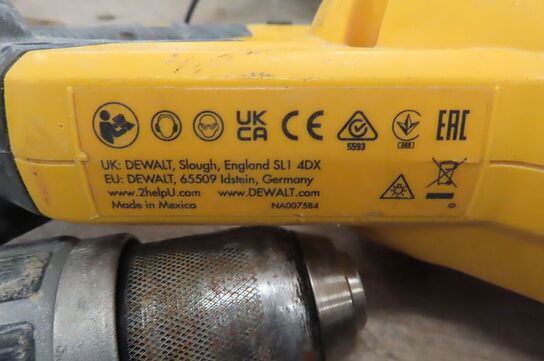 UK CA CE EAC
5593
UK: DEWALT, Slough, England SL1 4DX
EU: DEWALT, 65509 Idstein, Germany
www.2helpU.com www.DEWALT.com
Made in Mexico NA007584